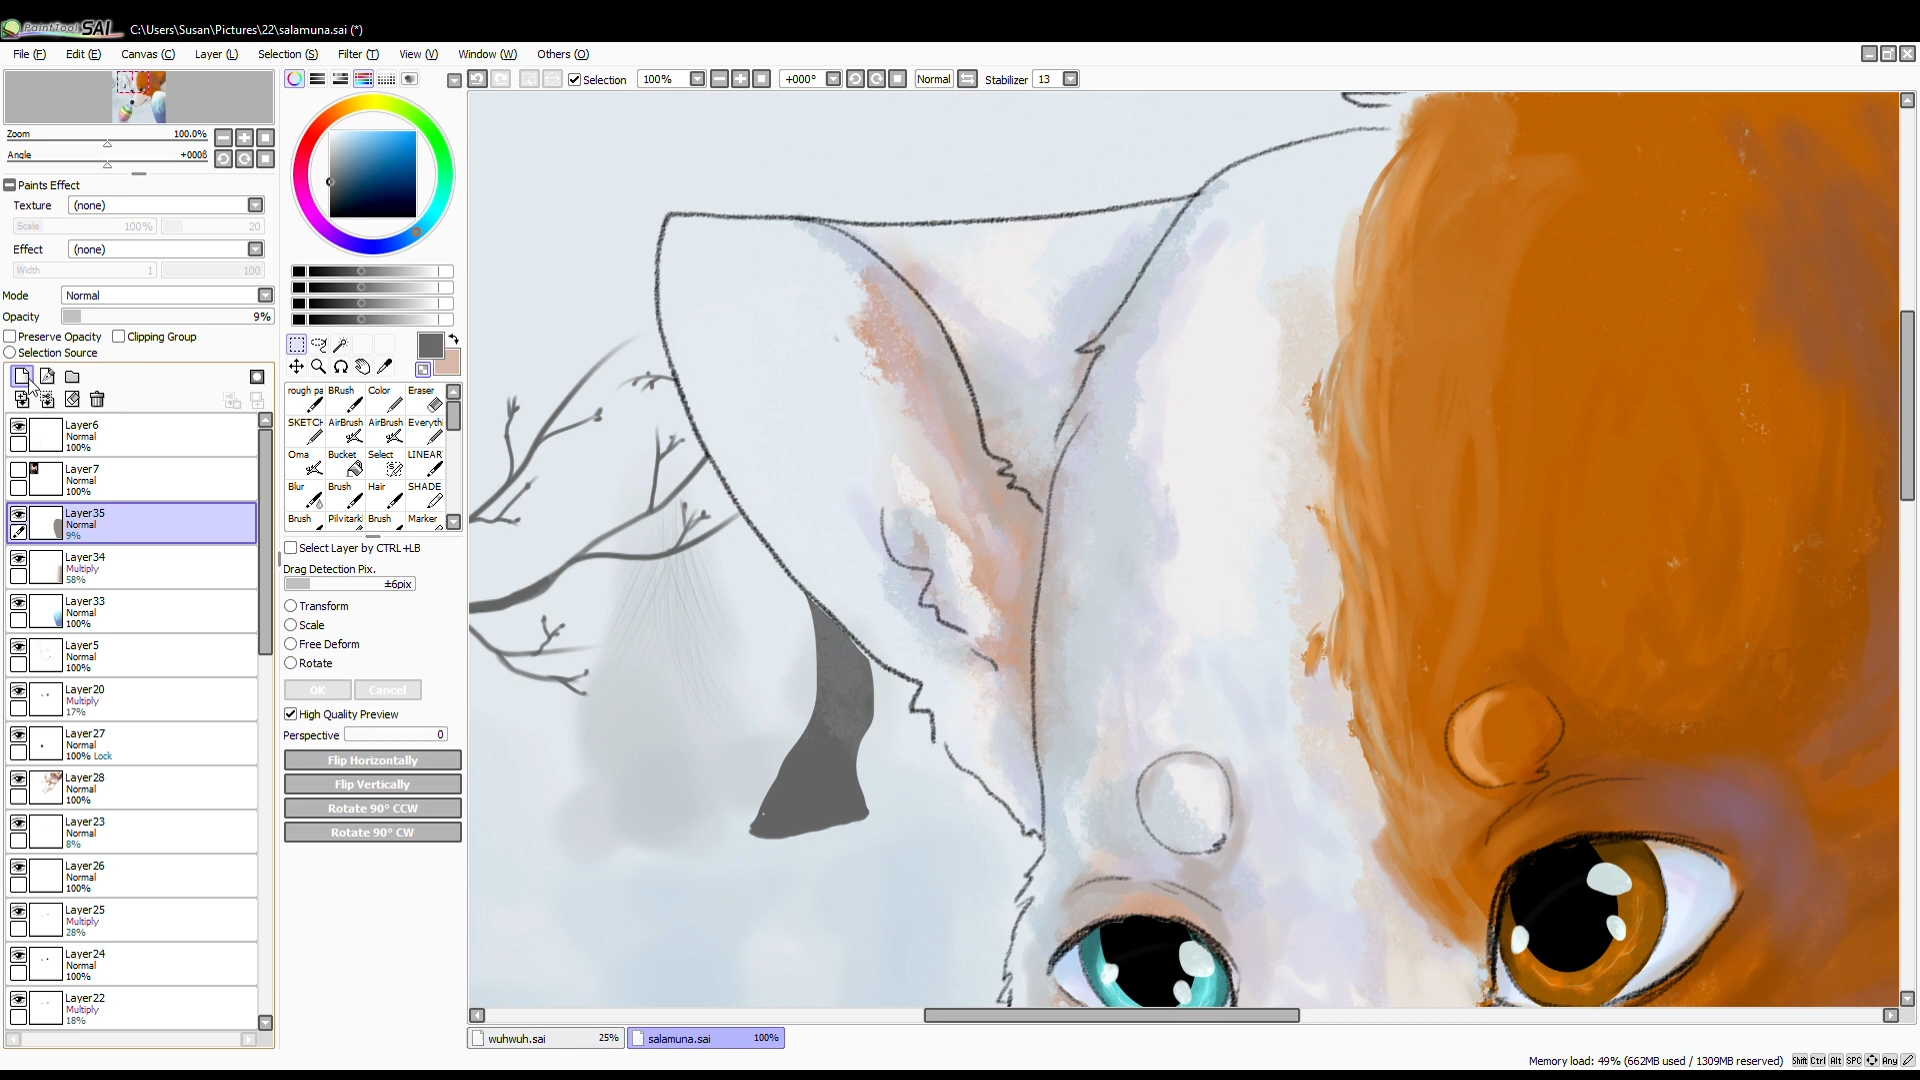 PaintTool SAI C:\Users\Susan\Pictures\22\salamuna.sai (*)
File (F) Edit (E) Canvas (C) Layer (L) Selection (S) Filter (T) View (V) Window (W) Others (O)
Selection 100% +000° Normal Stabilizer 13
Zoom 100.0%
Angle +000°
Paints Effect
Texture (none)
Scale 100% 20
Effect (none)
Width 1 100
Mode Normal
Opacity 9%
Preserve Opacity Clipping Group
Selection Source
Layer6
Normal
100%
Layer7
Normal
100%
Layer35
Normal
9%
Layer34
Multiply
58%
Layer33
Normal
100%
Layer5
Normal
100%
Layer20
Multiply
17%
Layer27
Normal
100% Lock
Layer28
Normal
100%
Layer23
Normal
8%
Layer26
Normal
100%
Layer25
Multiply
28%
Layer24
Normal
100%
Layer22
Multiply
18%
rough pa BRush Color Eraser
SKETCH AirBrush AirBrush Everythi
Oma Bucket Select LINEAR
Blur Brush Hair SHADE
Brush Pilvitarki Brush Marker
Select Layer by CTRL+LB
Drag Detection Pix.
±6pix
Transform
Scale
Free Deform
Rotate
OK Cancel
High Quality Preview
Perspective 0
Flip Horizontally
Flip Vertically
Rotate 90° CCW
Rotate 90° CW
wuhwuh.sai 25% salamuna.sai 100%
Memory load: 49% (662MB used / 1309MB reserved) Shift Ctrl Alt SPC Any